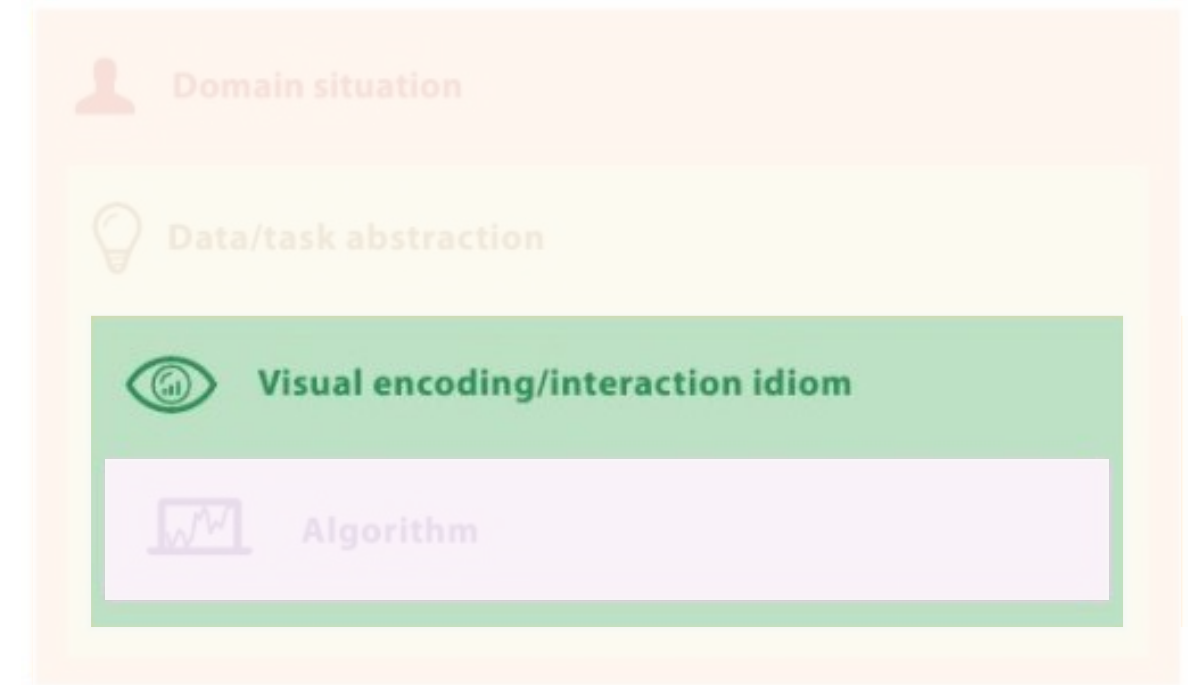 Domain situation
Data/task abstraction
Visual encoding/interaction idiom
Algorithm